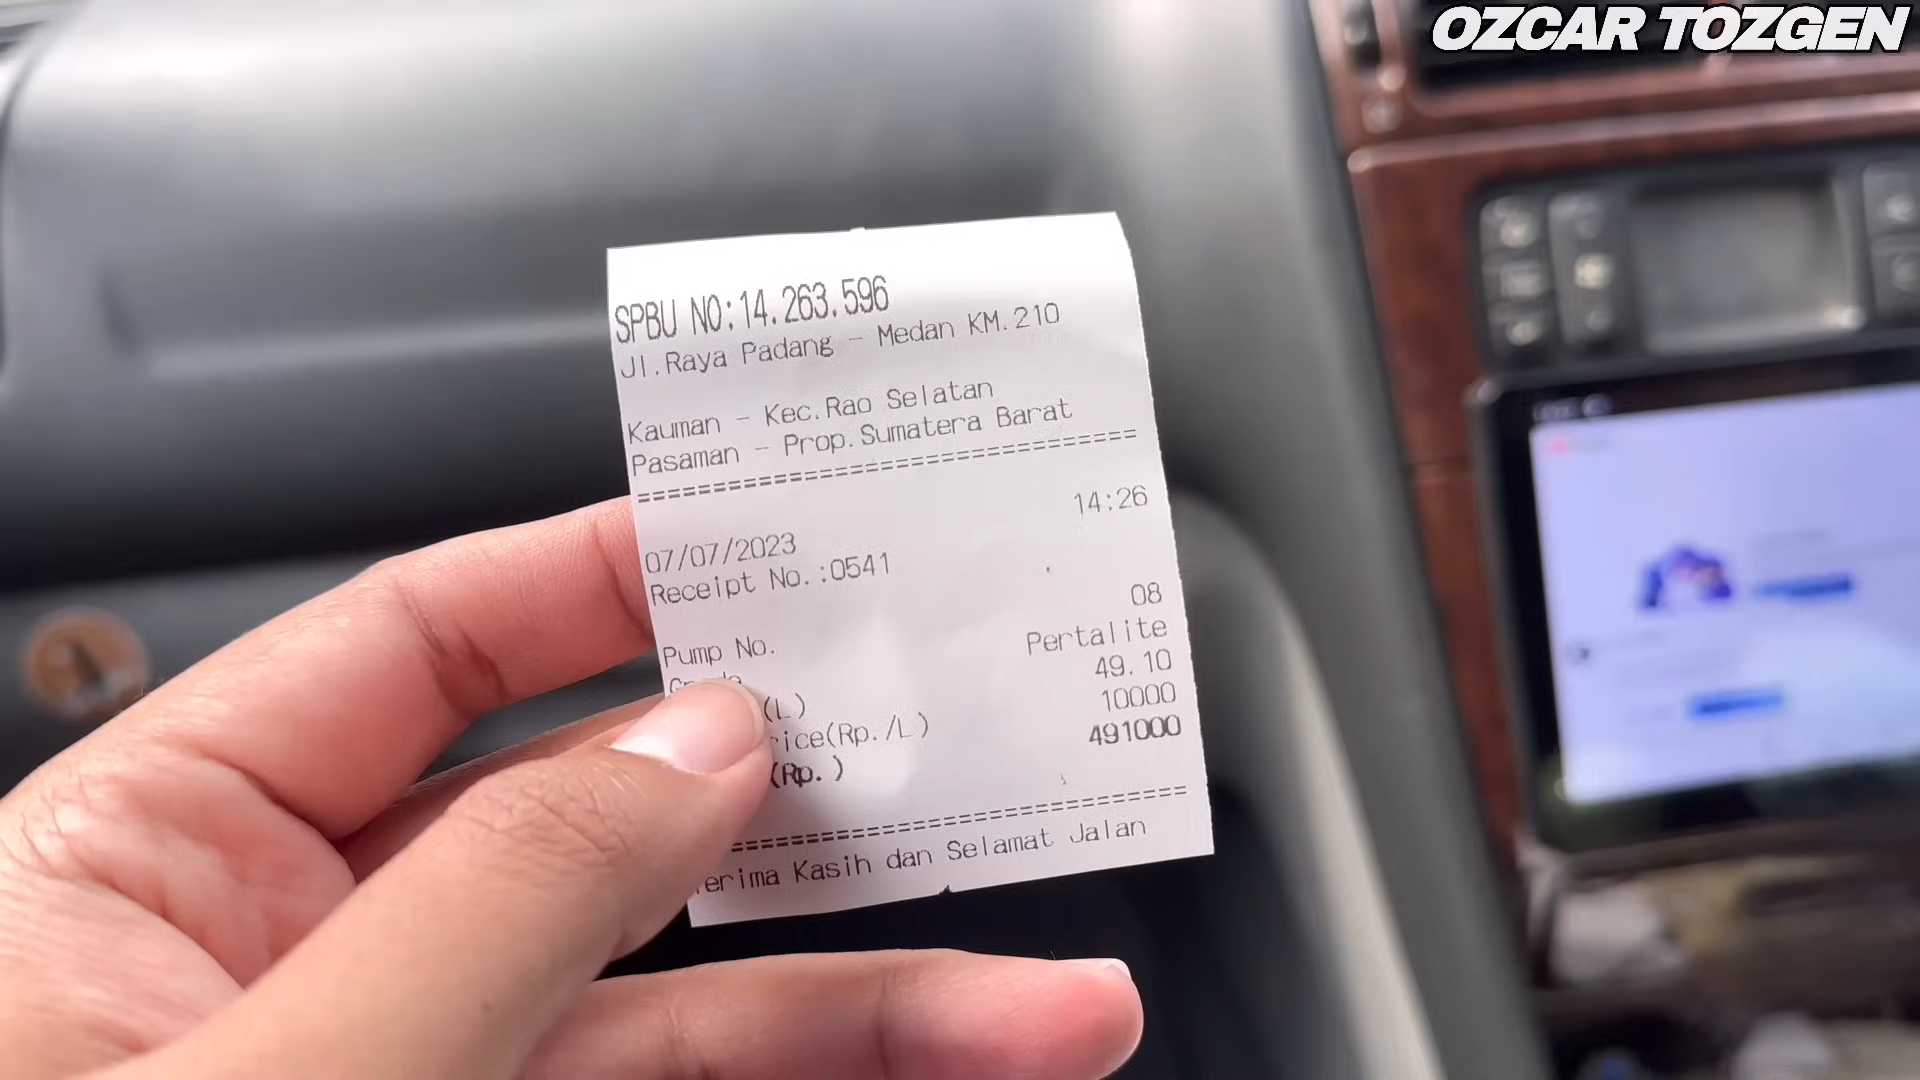 OZCAR TOZGEN
SPBU NO:14.263.596
Jl.Raya Padang - Medan KM.210
Kauman - Kec.Rao Selatan
Pasaman - Prop.Sumatera Barat
==================================
14:26
07/07/2023
Receipt No.:0541
Pump No. 08
Pertalite
(L) 49.10
rice(Rp./L) 10000
(Rp.) 491000
==================================
erima Kasih dan Selamat Jalan